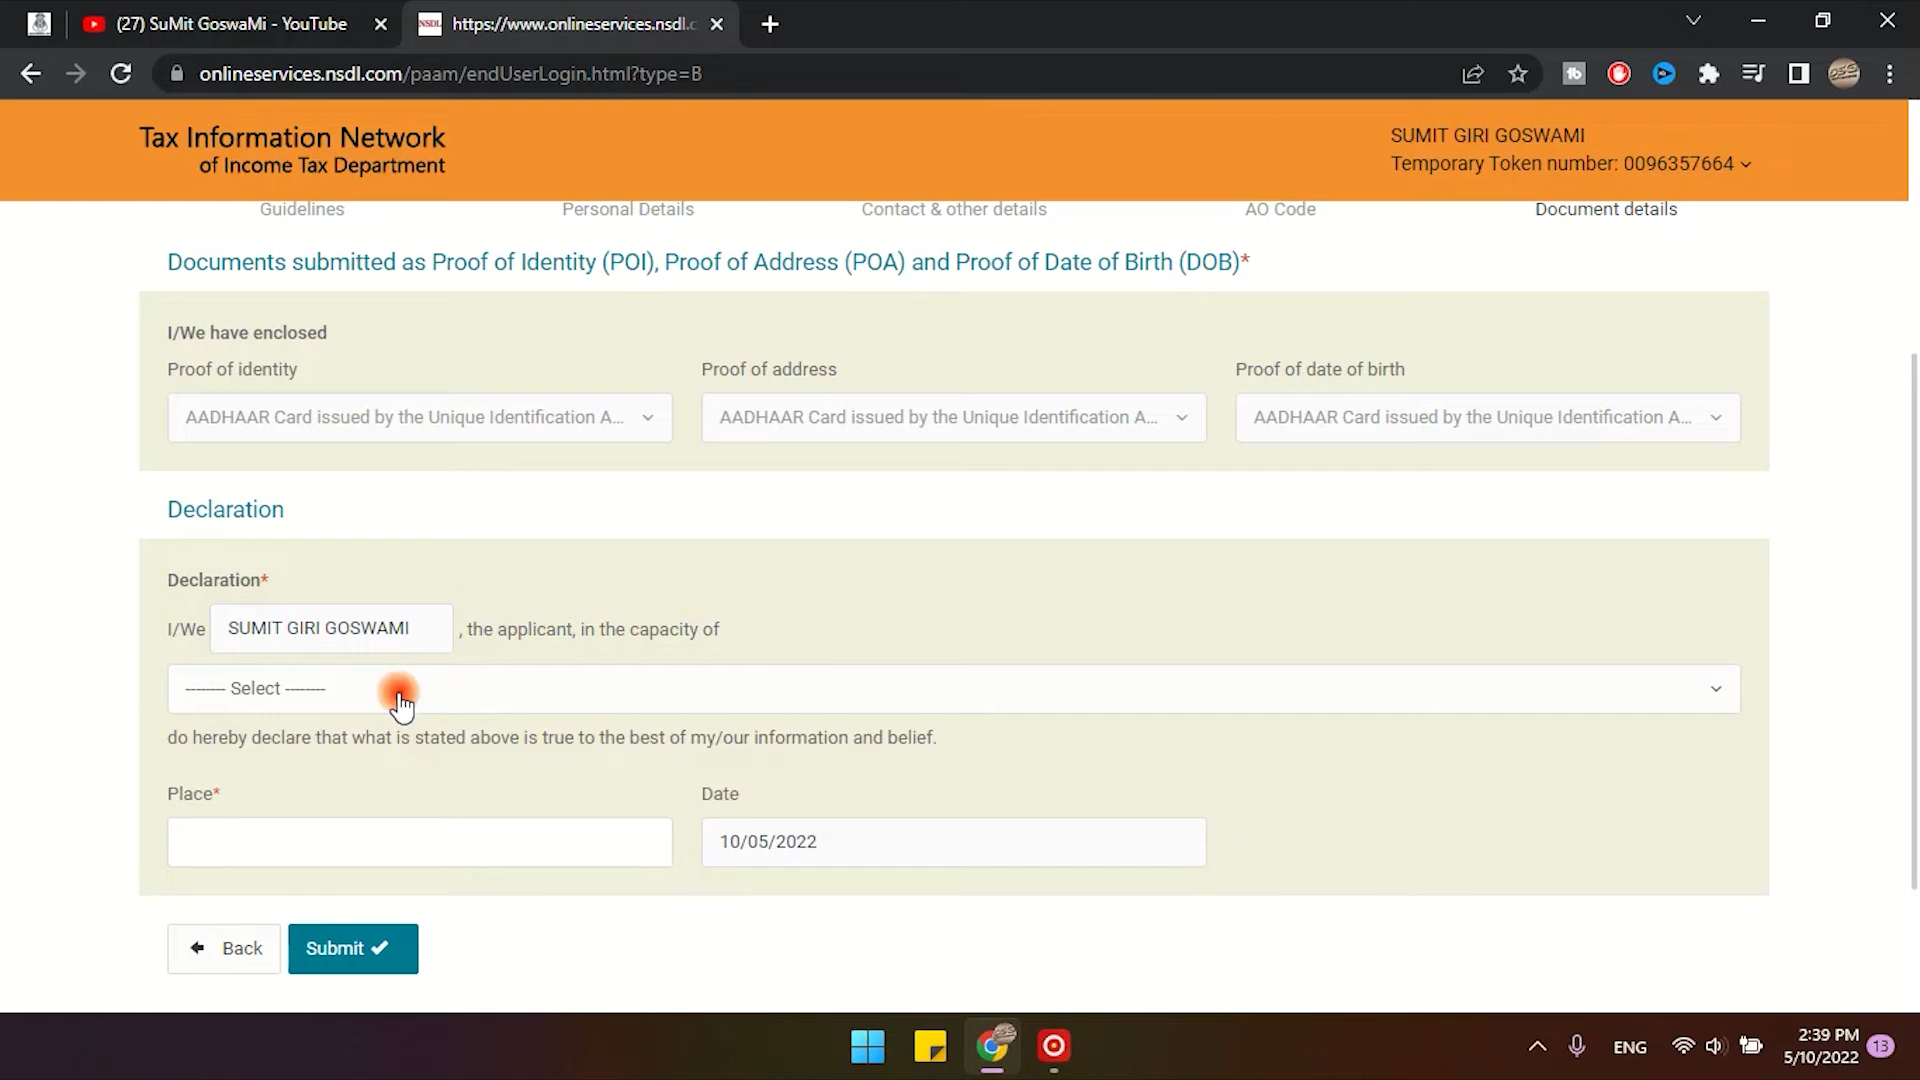 (27) SuMit GoswaMi - YouTube
NSDL
https://www.onlineservices.nsdl.c
onlineservices.nsdl.com/paam/endUserLogin.html?type=B
tb
Tax Information Network
of Income Tax Department
SUMIT GIRI GOSWAMI
Temporary Token number: 0096357664
Guidelines
Personal Details
Contact & other details
AO Code
Document details
Documents submitted as Proof of Identity (POI), Proof of Address (POA) and Proof of Date of Birth (DOB)*
I/We have enclosed
Proof of identity
Proof of address
Proof of date of birth
AADHAAR Card issued by the Unique Identification A...
AADHAAR Card issued by the Unique Identification A...
AADHAAR Card issued by the Unique Identification A...
Declaration
Declaration*
I/We SUMIT GIRI GOSWAMI , the applicant, in the capacity of
-------- Select --------
do hereby declare that what is stated above is true to the best of my/our information and belief.
Place*
Date
10/05/2022
Back
Submit
ENG
2:39 PM
5/10/2022
13